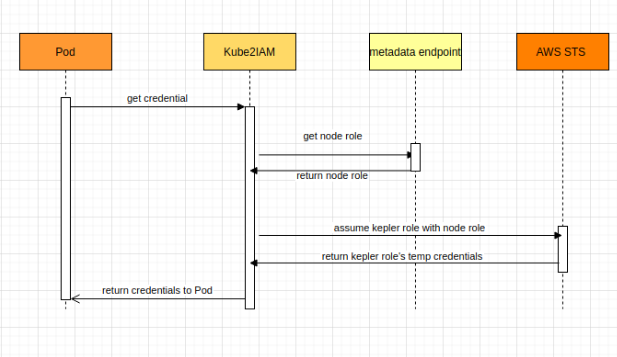 Pod
Kube2IAM
metadata endpoint
AWS STS
get credential
get node role
return node role
assume kepler role with node role
return kepler role's temp credentials
return credentials to Pod